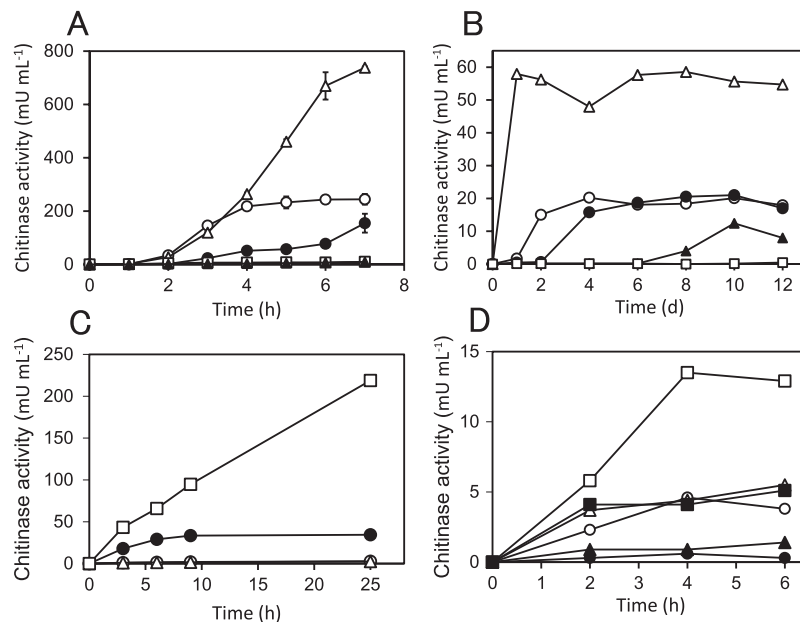 A
Chitinase activity (mU mL-1)
800
600
400
200
0
0 2 4 6 8
Time (h)
B
Chitinase activity (mU mL-1)
60
50
40
30
20
10
0
0 2 4 6 8 10 12
Time (d)
C
Chitinase activity (mU mL-1)
250
200
150
100
50
0
0 5 10 15 20 25
Time (h)
D
Chitinase activity (mU mL-1)
15
10
5
0
0 1 2 3 4 5 6
Time (h)